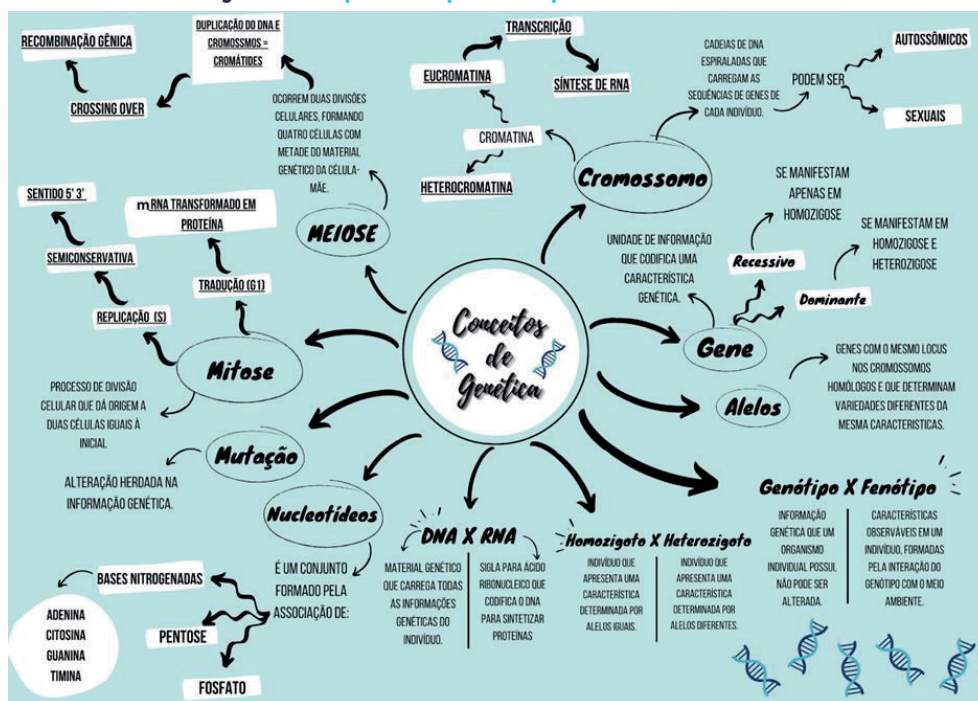 RECOMBINAÇÃO GÊNICA
CROSSING OVER
DUPLICAÇÃO DO DNA E
CROMOSSMOS =
CROMÁTIDES
OCORREM DUAS DIVISÕES
CELULARES, FORMANDO
QUATRO CÉLULAS COM
METADE DO MATERIAL
GENÉTICO DA CÉLULA-
MÃE.
MEIOSE
TRANSCRIÇÃO
EUCROMATINA
SÍNTESE DE RNA
CROMATINA
HETEROCROMATINA
CADEIAS DE DNA
ESPIRALADAS QUE
CARREGAM AS
SEQUÊNCIAS DE GENES DE
CADA INDIVÍDUO.
PODEM SER
AUTOSSÔMICOS
SEXUAIS
Cromossomo
SENTIDO 5' 3'
SEMICONSERVATIVA
REPLICAÇÃO (S)
mRNA TRANSFORMADO EM
PROTEÍNA
TRADUÇÃO (G1)
Mitose
PROCESSO DE DIVISÃO
CELULAR QUE DÁ ORIGEM A
DUAS CÉLULAS IGUAIS À
INICIAL.
Conceitos
de
Genética
UNIDADE DE INFORMAÇÃO
QUE CODIFICA UMA
CARACTERÍSTICA
GENÉTICA.
SE MANIFESTAM
APENAS EM
HOMOZIGOSE
Recessivo
SE MANIFESTAM EM
HOMOZIGOSE E
HETEROZIGOSE
Dominante
Gene
Alelos
GENES COM O MESMO LOCUS
NOS CROMOSSOMOS
HOMÓLOGOS E QUE DETERMINAM
VARIEDADES DIFERENTES DA
MESMA CARACTERISTICAS.
Mutação
ALTERAÇÃO HERDADA NA
INFORMAÇÃO GENÉTICA.
Nucleotídeos
É UM CONJUNTO
FORMADO PELA
ASSOCIAÇÃO DE:
BASES NITROGENADAS
PENTOSE
FOSFATO
ADENINA
CITOSINA
GUANINA
TIMINA
DNA X RNA
MATERIAL GENÉTICO
QUE CARREGA TODAS
AS INFORMAÇÕES
GENÉTICAS DO
INDIVÍDUO.
SIGLA PARA ÁCIDO
RIBONUCLEICO QUE
CODIFICA O DNA
PARA SINTETIZAR
PROTEÍNAS
Homozigoto X Heterozigoto
INDIVÍDUO QUE
APRESENTA UMA
CARACTERÍSTICA
DETERMINADA POR
ALELOS IGUAIS.
INDIVÍDUO QUE
APRESENTA UMA
CARACTERÍSTICA
DETERMINADA POR
ALELOS DIFERENTES.
Genótipo X Fenótipo
INFORMAÇÃO
GENÉTICA QUE UM
ORGANISMO
INDIVIDUAL POSSUI,
NÃO PODE SER
ALTERADA.
CARACTERÍSTICAS
OBSERVÁVEIS EM UM
INDIVÍDUO, FORMADAS
PELA INTERAÇÃO DO
GENÓTIPO COM O MEIO
AMBIENTE.